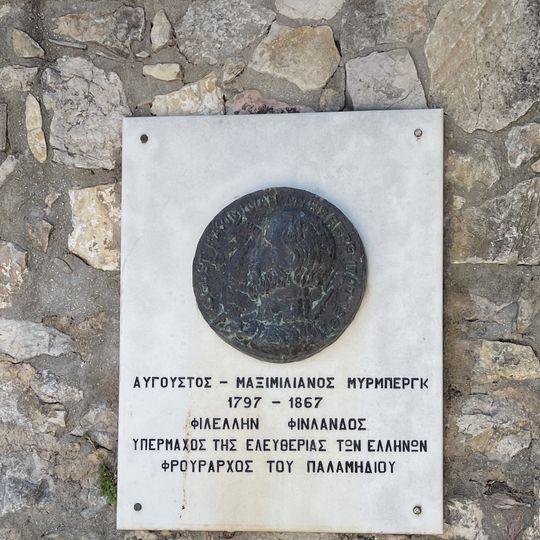 ΑΥΓΟΥΣΤΟΣ - ΜΑΞΙΜΙΛΙΑΝΟΣ ΜΥΡΜΠΕΡΓΚ
1797 - 1867
ΦΙΛΕΛΛΗΝ ΦΙΝΛΑΝΔΟΣ
ΥΠΕΡΜΑΧΟΣ ΤΗΣ ΕΛΕΥΘΕΡΙΑΣ ΤΩΝ ΕΛΛΗΝΩΝ
ΦΡΟΥΡΑΡΧΟΣ ΤΟΥ ΠΑΛΑΜΗΔΙΟΥ